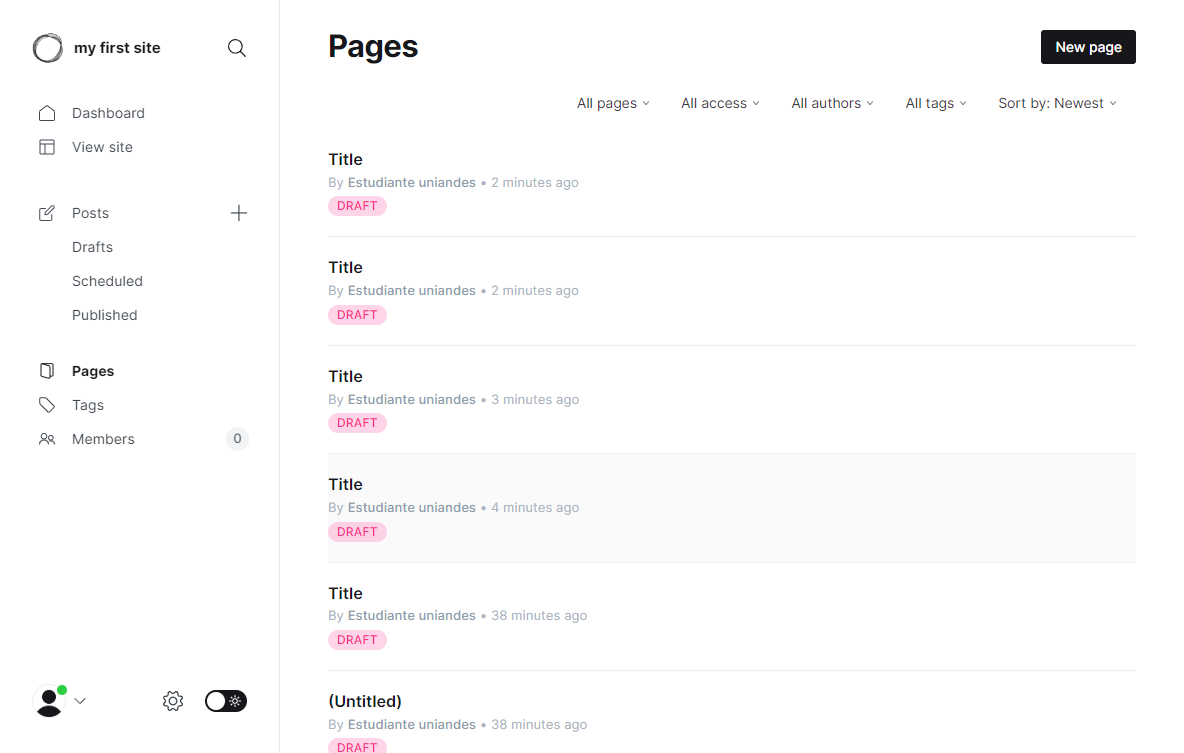 my first site
Dashboard
View site
Posts
Drafts
Scheduled
Published
Pages
Tags
Members 0
Pages
New page
All pages All access All authors All tags Sort by: Newest
Title
By Estudiante uniandes • 2 minutes ago
DRAFT
Title
By Estudiante uniandes • 2 minutes ago
DRAFT
Title
By Estudiante uniandes • 3 minutes ago
DRAFT
Title
By Estudiante uniandes • 4 minutes ago
DRAFT
Title
By Estudiante uniandes • 38 minutes ago
DRAFT
(Untitled)
By Estudiante uniandes • 38 minutes ago
DRAFT